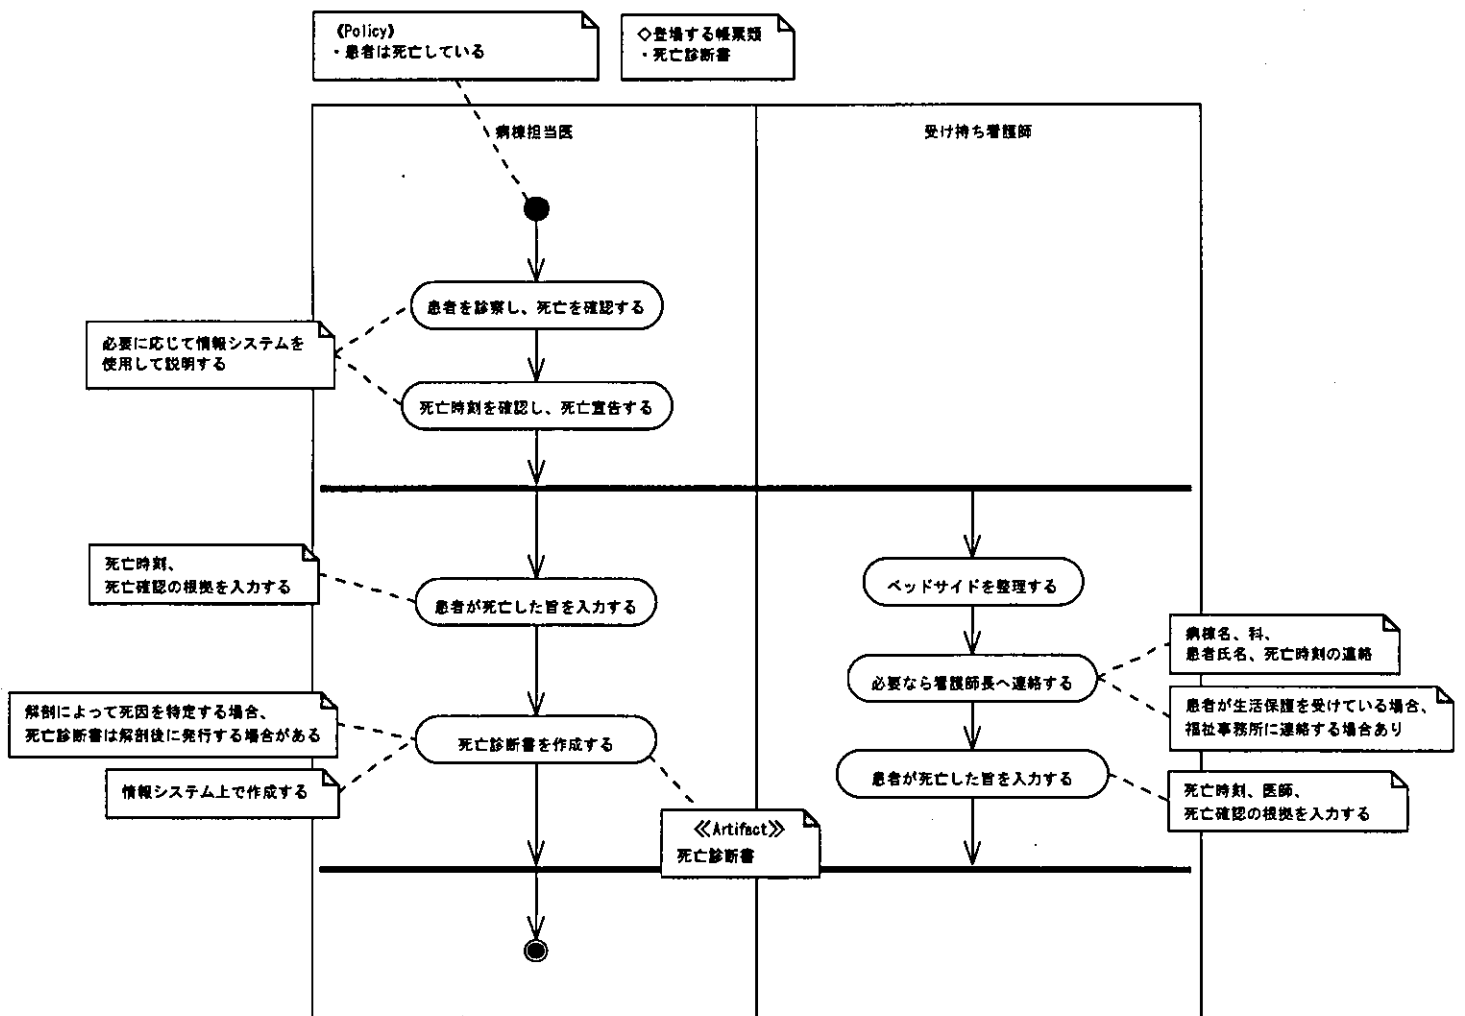 《Policy》
・患者は死亡している
◇登場する帳票類
・死亡診断書
病棟担当医
受け持ち看護師
患者を診察し、死亡を確認する
必要に応じて情報システムを
使用して説明する
死亡時刻を確認し、死亡宣告する
死亡時刻、
死亡確認の根拠を入力する
患者が死亡した旨を入力する
ベッドサイドを整理する
病棟名、科、
患者氏名、死亡時刻の連絡
必要なら看護師長へ連絡する
患者が生活保護を受けている場合、
福祉事務所に連絡する場合あり
解剖によって死因を特定する場合、
死亡診断書は解剖後に発行する場合がある
死亡診断書を作成する
情報システム上で作成する
患者が死亡した旨を入力する
死亡時刻、医師、
死亡確認の根拠を入力する
≪Artifact≫
死亡診断書